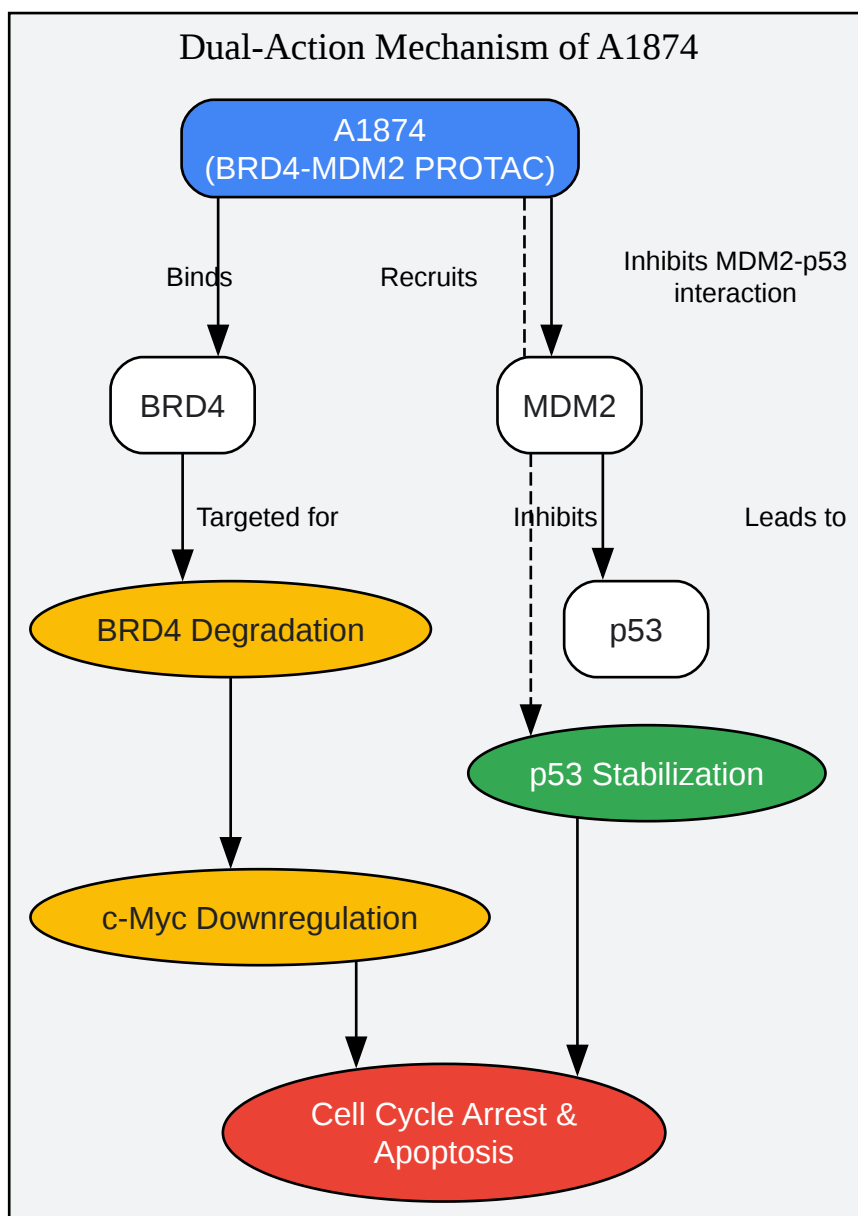 Dual-Action Mechanism of A1874
A1874
(BRD4-MDM2 PROTAC)
Binds
Recruits
Inhibits MDM2-p53
interaction
BRD4
MDM2
Targeted for
Inhibits
Leads to
BRD4 Degradation
p53
p53 Stabilization
c-Myc Downregulation
Cell Cycle Arrest &
Apoptosis